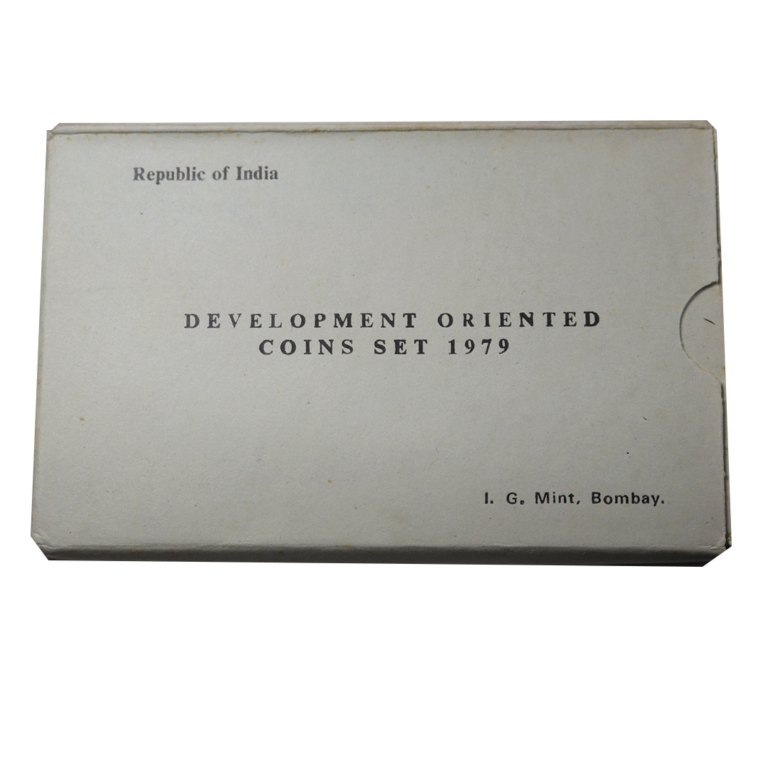 Republic of India
DEVELOPMENT ORIENTED
COINS SET 1979
I. G. Mint, Bombay.